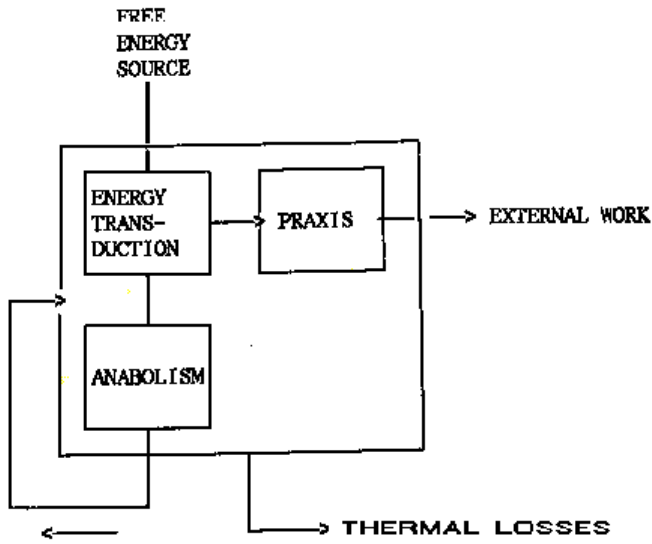 FREE
ENERGY
SOURCE
ENERGY
TRANS-
DUCTION
PRAXIS
EXTERNAL WORK
ANABOLISM
THERMAL LOSSES